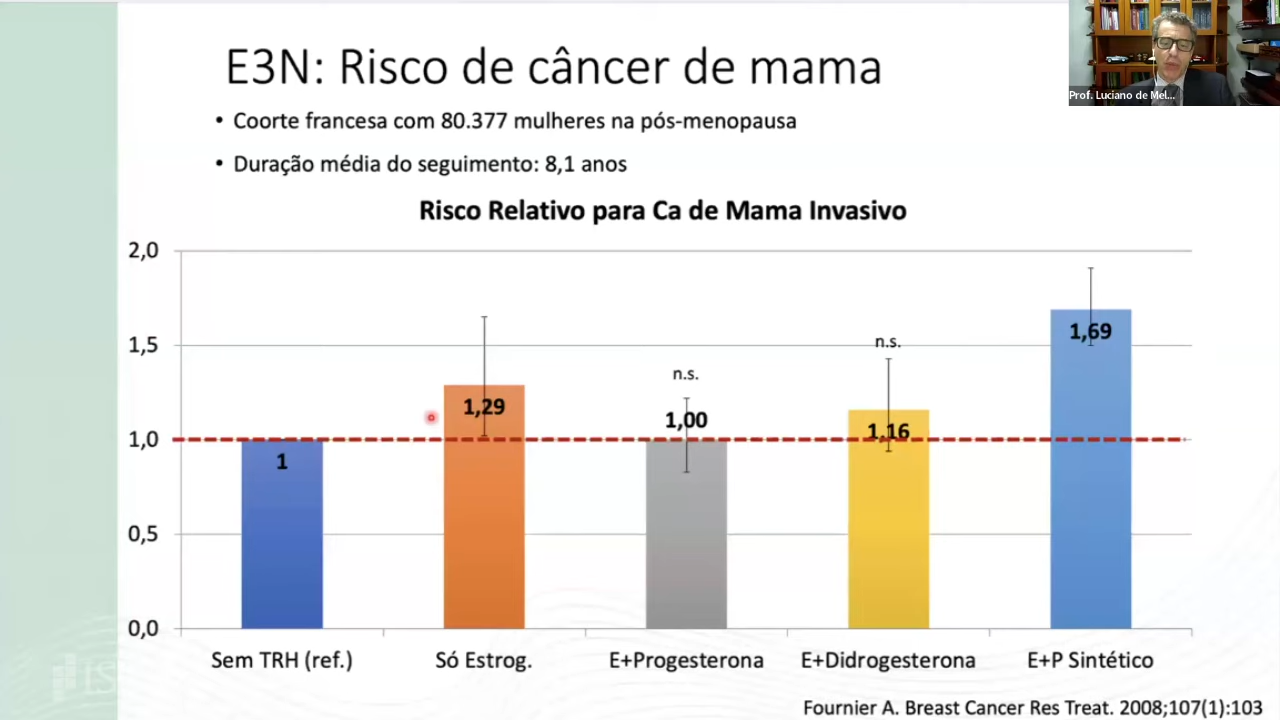 E3N: Risco de câncer de mama
Prof. Luciano de Mel...
• Coorte francesa com 80.377 mulheres na pós-menopausa
• Duração média do seguimento: 8,1 anos
Risco Relativo para Ca de Mama Invasivo
2,0
1,5
1,0
0,5
0,0
1
1,29
n.s.
1,00
n.s.
1,16
1,69
Sem TRH (ref.)
Só Estrog.
E+Progesterona
E+Didrogesterona
E+P Sintético
Fournier A. Breast Cancer Res Treat. 2008;107(1):103